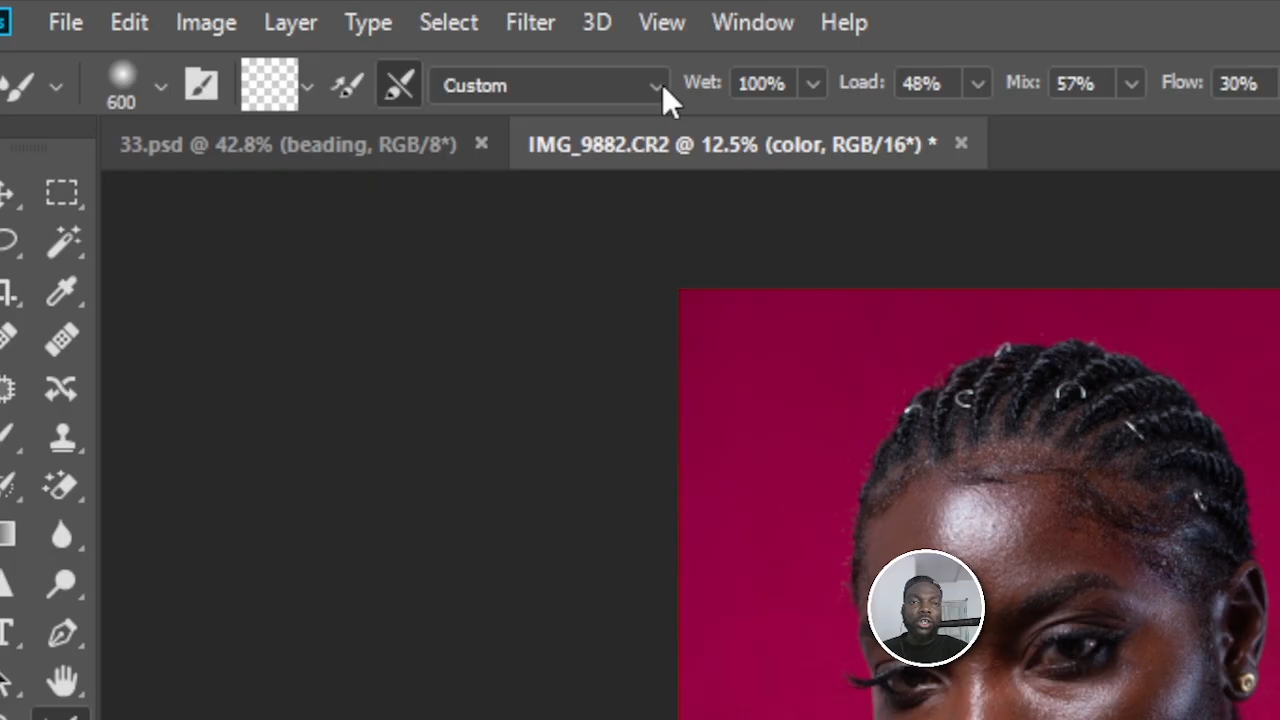 File Edit Image Layer Type Select Filter 3D View Window Help
600 Custom Wet: 100% Load: 48% Mix: 57% Flow: 30%
33.psd @ 42.8% (beading, RGB/8*) × IMG_9882.CR2 @ 12.5% (color, RGB/16*) * ×